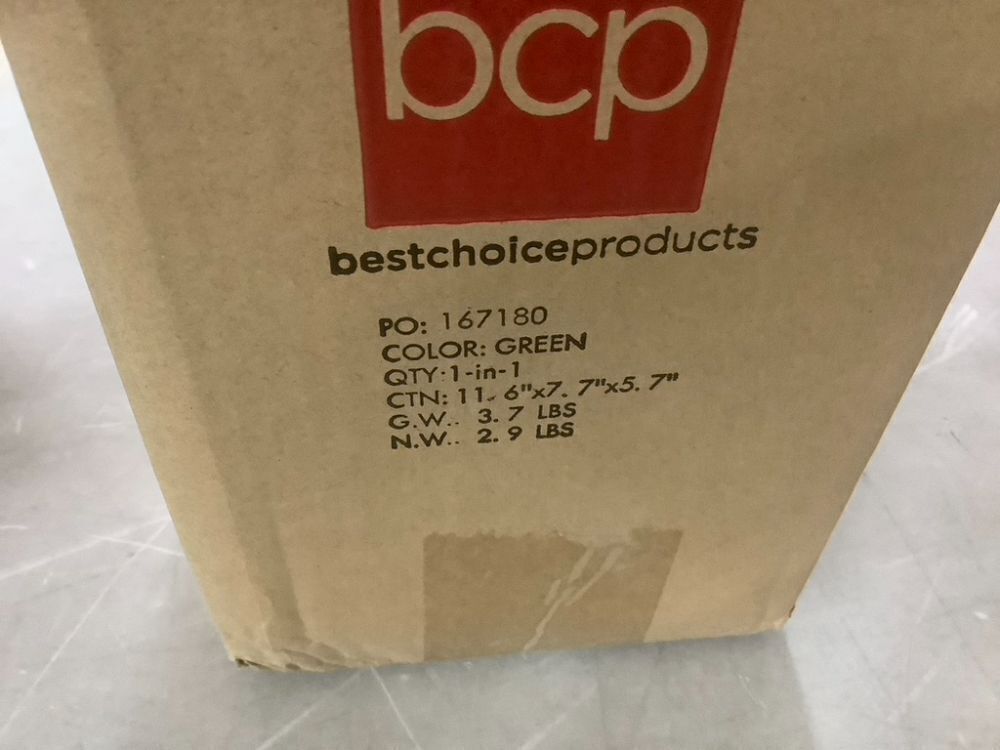 bcp
bestchoiceproducts
PO: 167180
COLOR: GREEN
QTY:1-in-1
CTN: 11. 6"x7. 7"x5. 7"
G.W.. 3. 7 LBS
N.W.. 2. 9 LBS